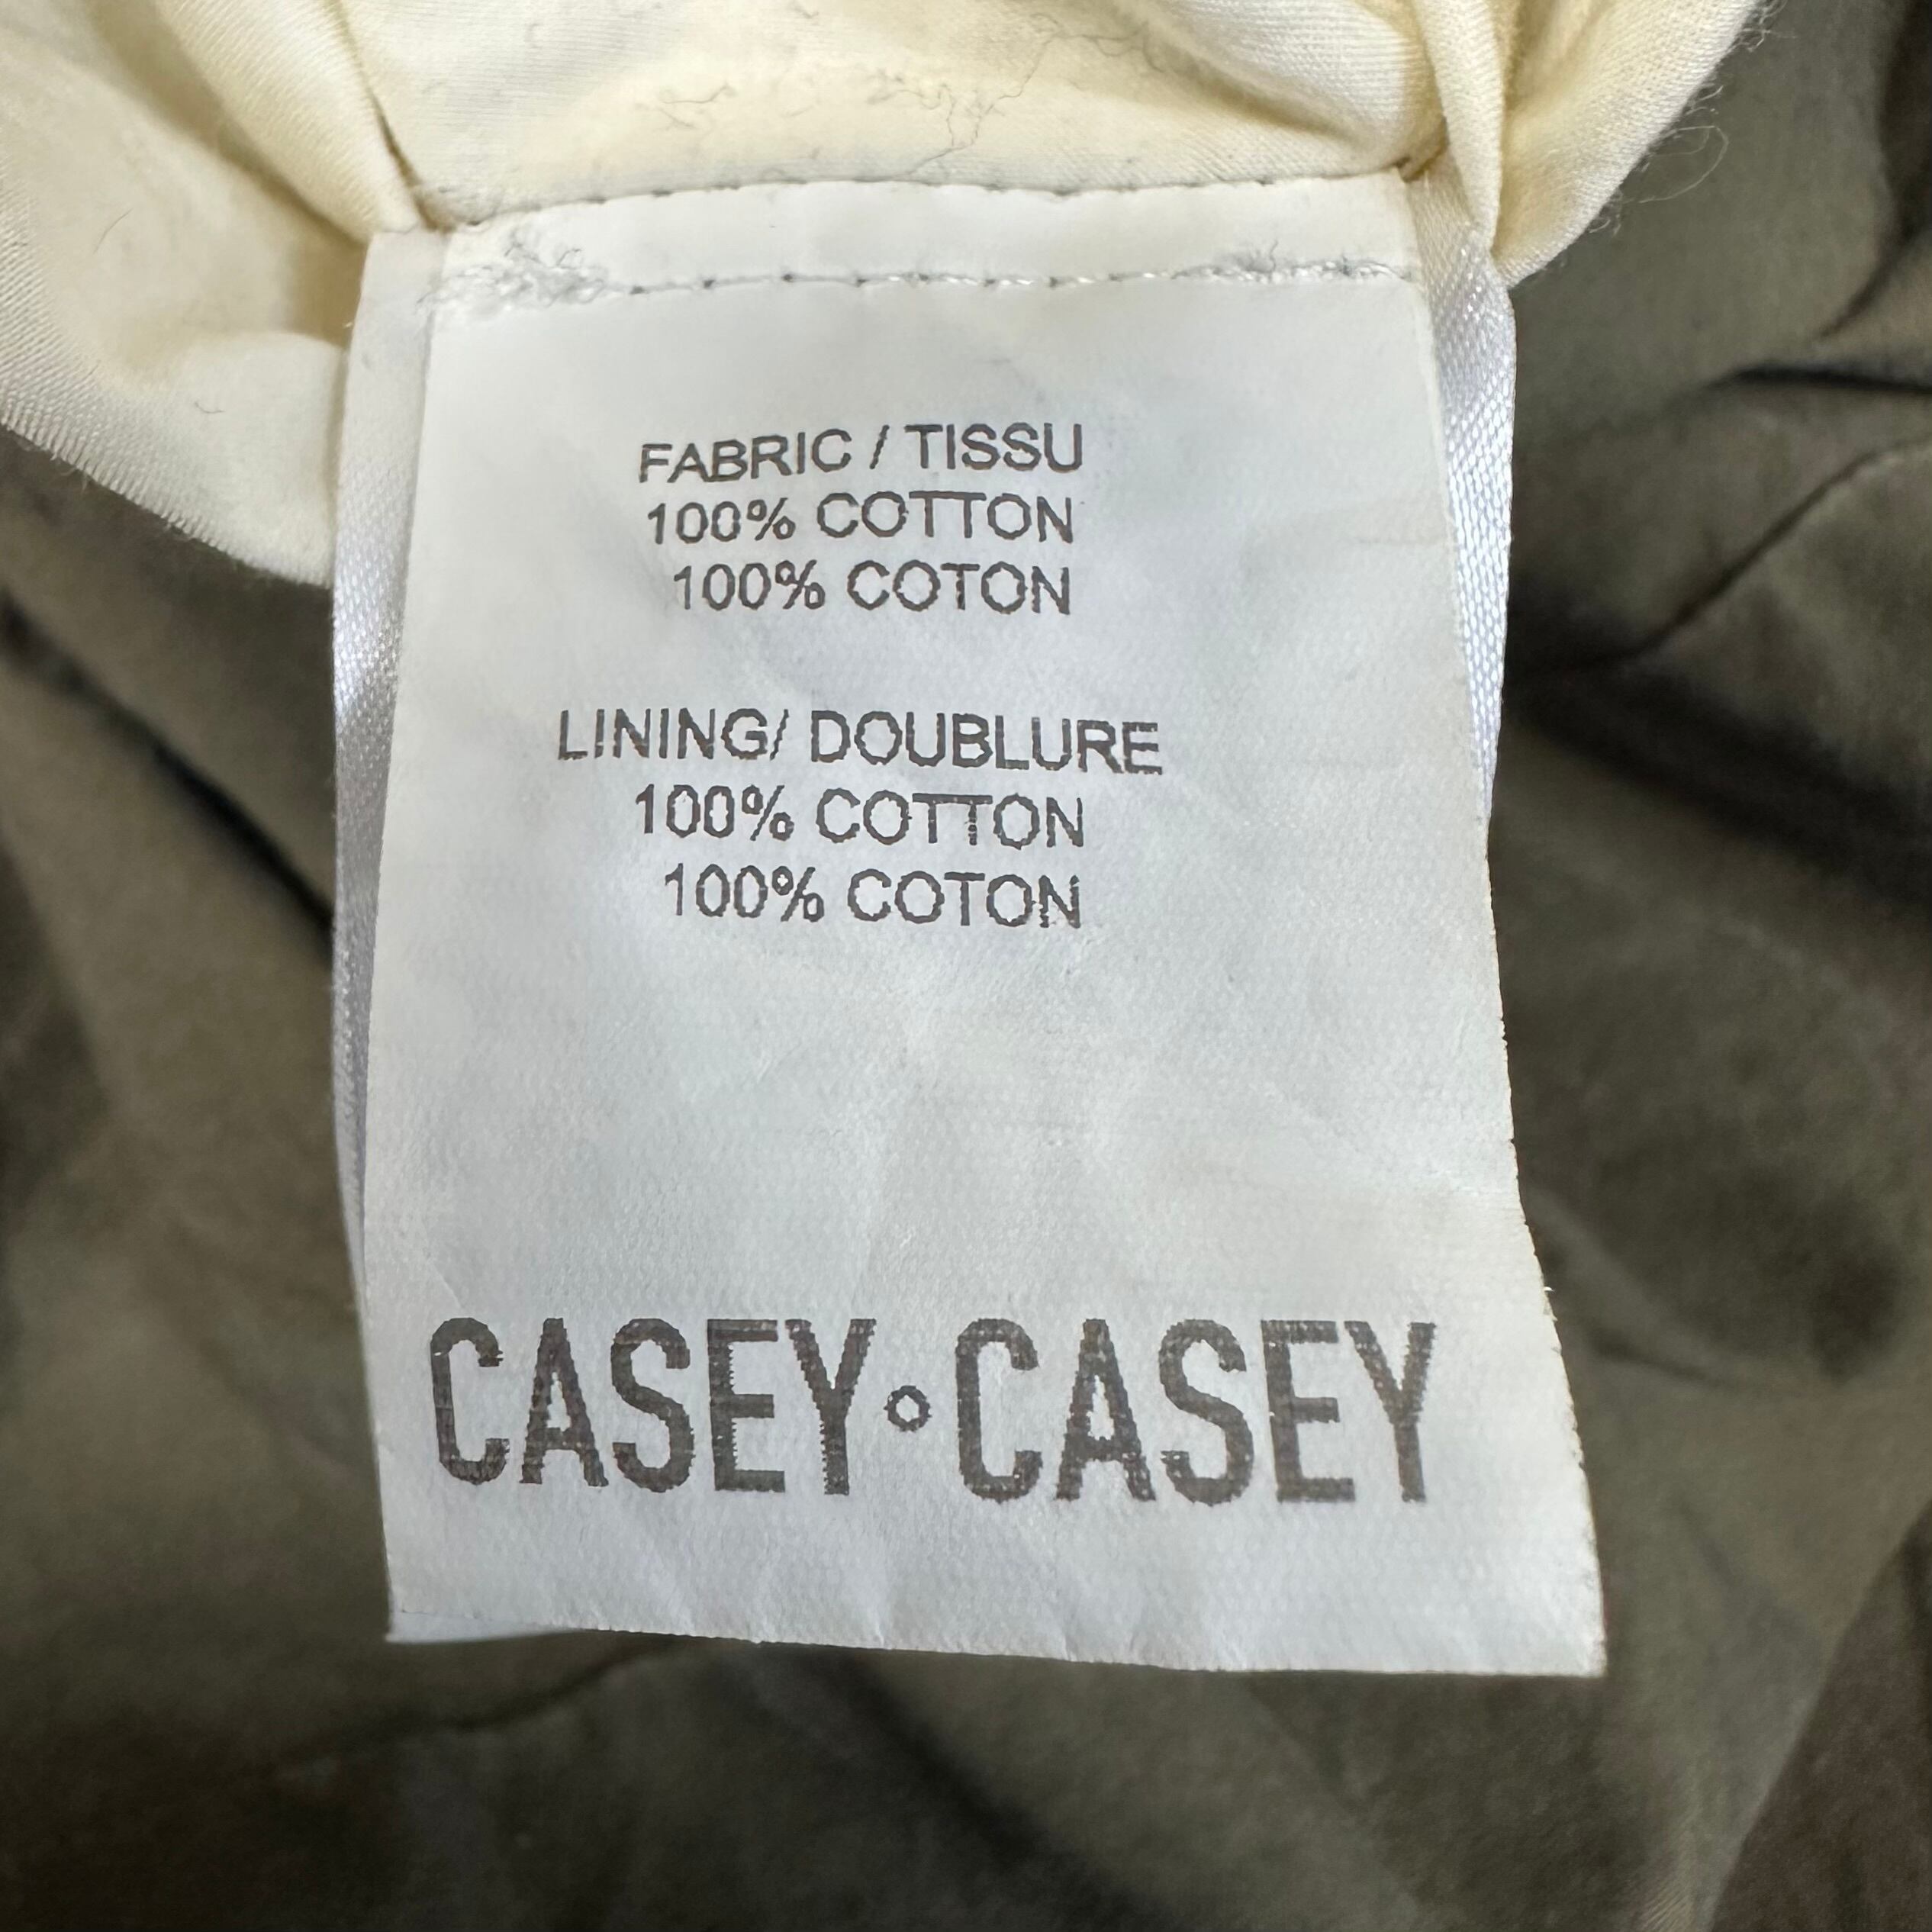 FABRIC / TISSU
100% COTTON
100% COTON
LINING/ DOUBLURE
100% COTTON
100% COTON
CASEY°CASEY